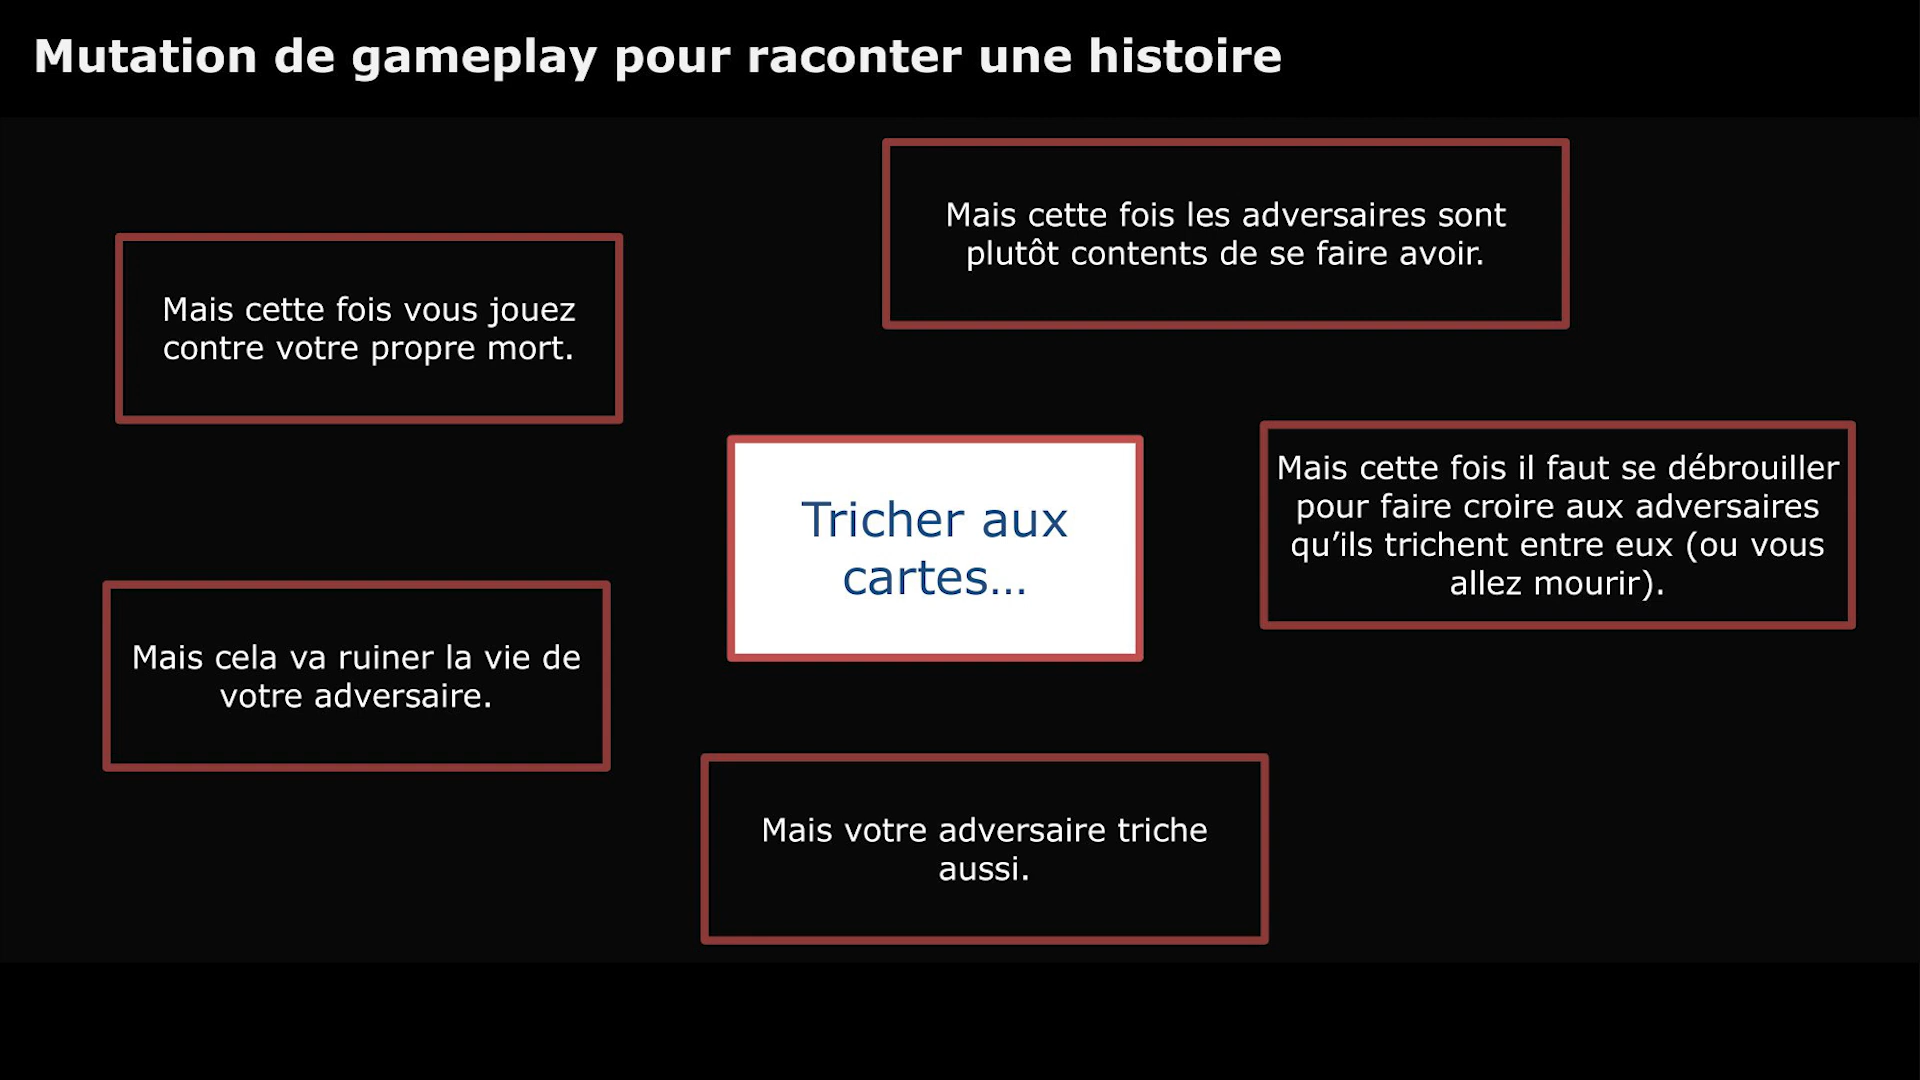 Mutation de gameplay pour raconter une histoire
Mais cette fois les adversaires sont
plutôt contents de se faire avoir.
Mais cette fois vous jouez
contre votre propre mort.
Mais cette fois il faut se débrouiller
pour faire croire aux adversaires
qu’ils trichent entre eux (ou vous
allez mourir).
Tricher aux
cartes...
Mais cela va ruiner la vie de
votre adversaire.
Mais votre adversaire triche
aussi.